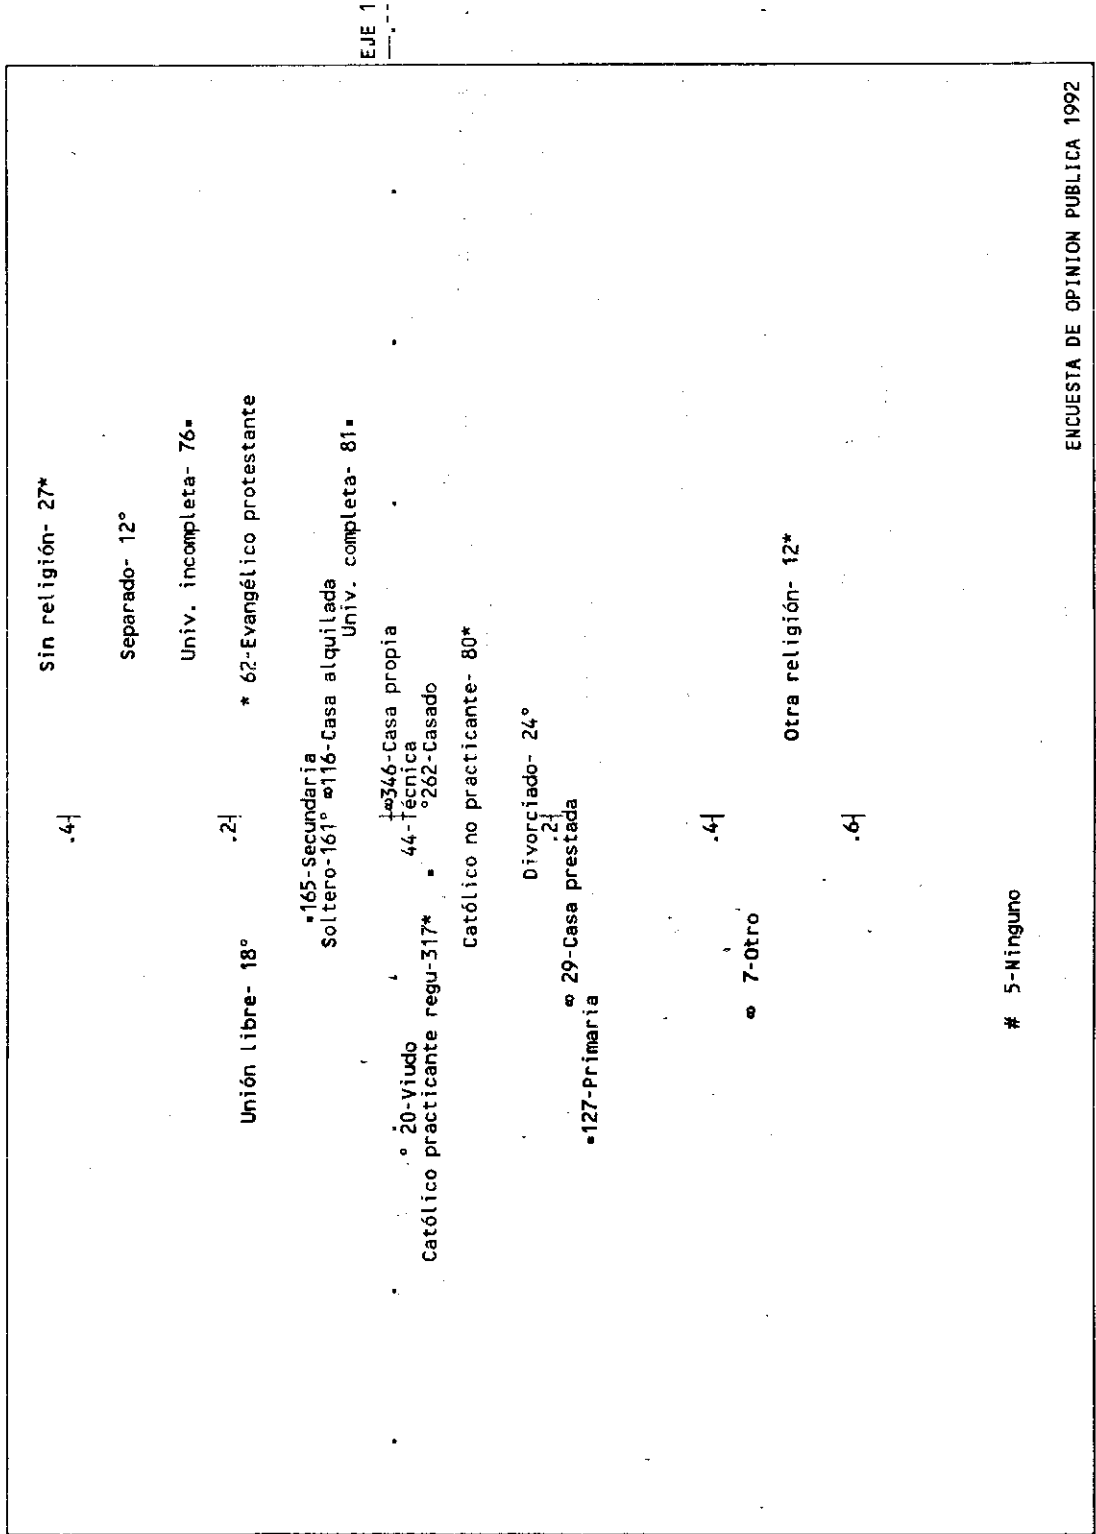 Sin religión- 27*
.4
Separado- 12°
Univ. incompleta- 76▪
.2
Unión libre- 18°
* 62-Evangélico protestante
▪165-Secundaria
Soltero-161° ∞116-Casa alquilada
Univ. completa- 81▪
EJE 1
∞346-Casa propia
° 20-Viudo
44-Técnica
Católico practicante regu-317* ▪ °262-Casado
Católico no practicante- 80*
Divorciado- 24°
.2
∞ 29-Casa prestada
▪127-Primaria
.4
∞ 7-Otro
Otra religión- 12*
.6
# 5-Ninguno
ENCUESTA DE OPINION PUBLICA 1992